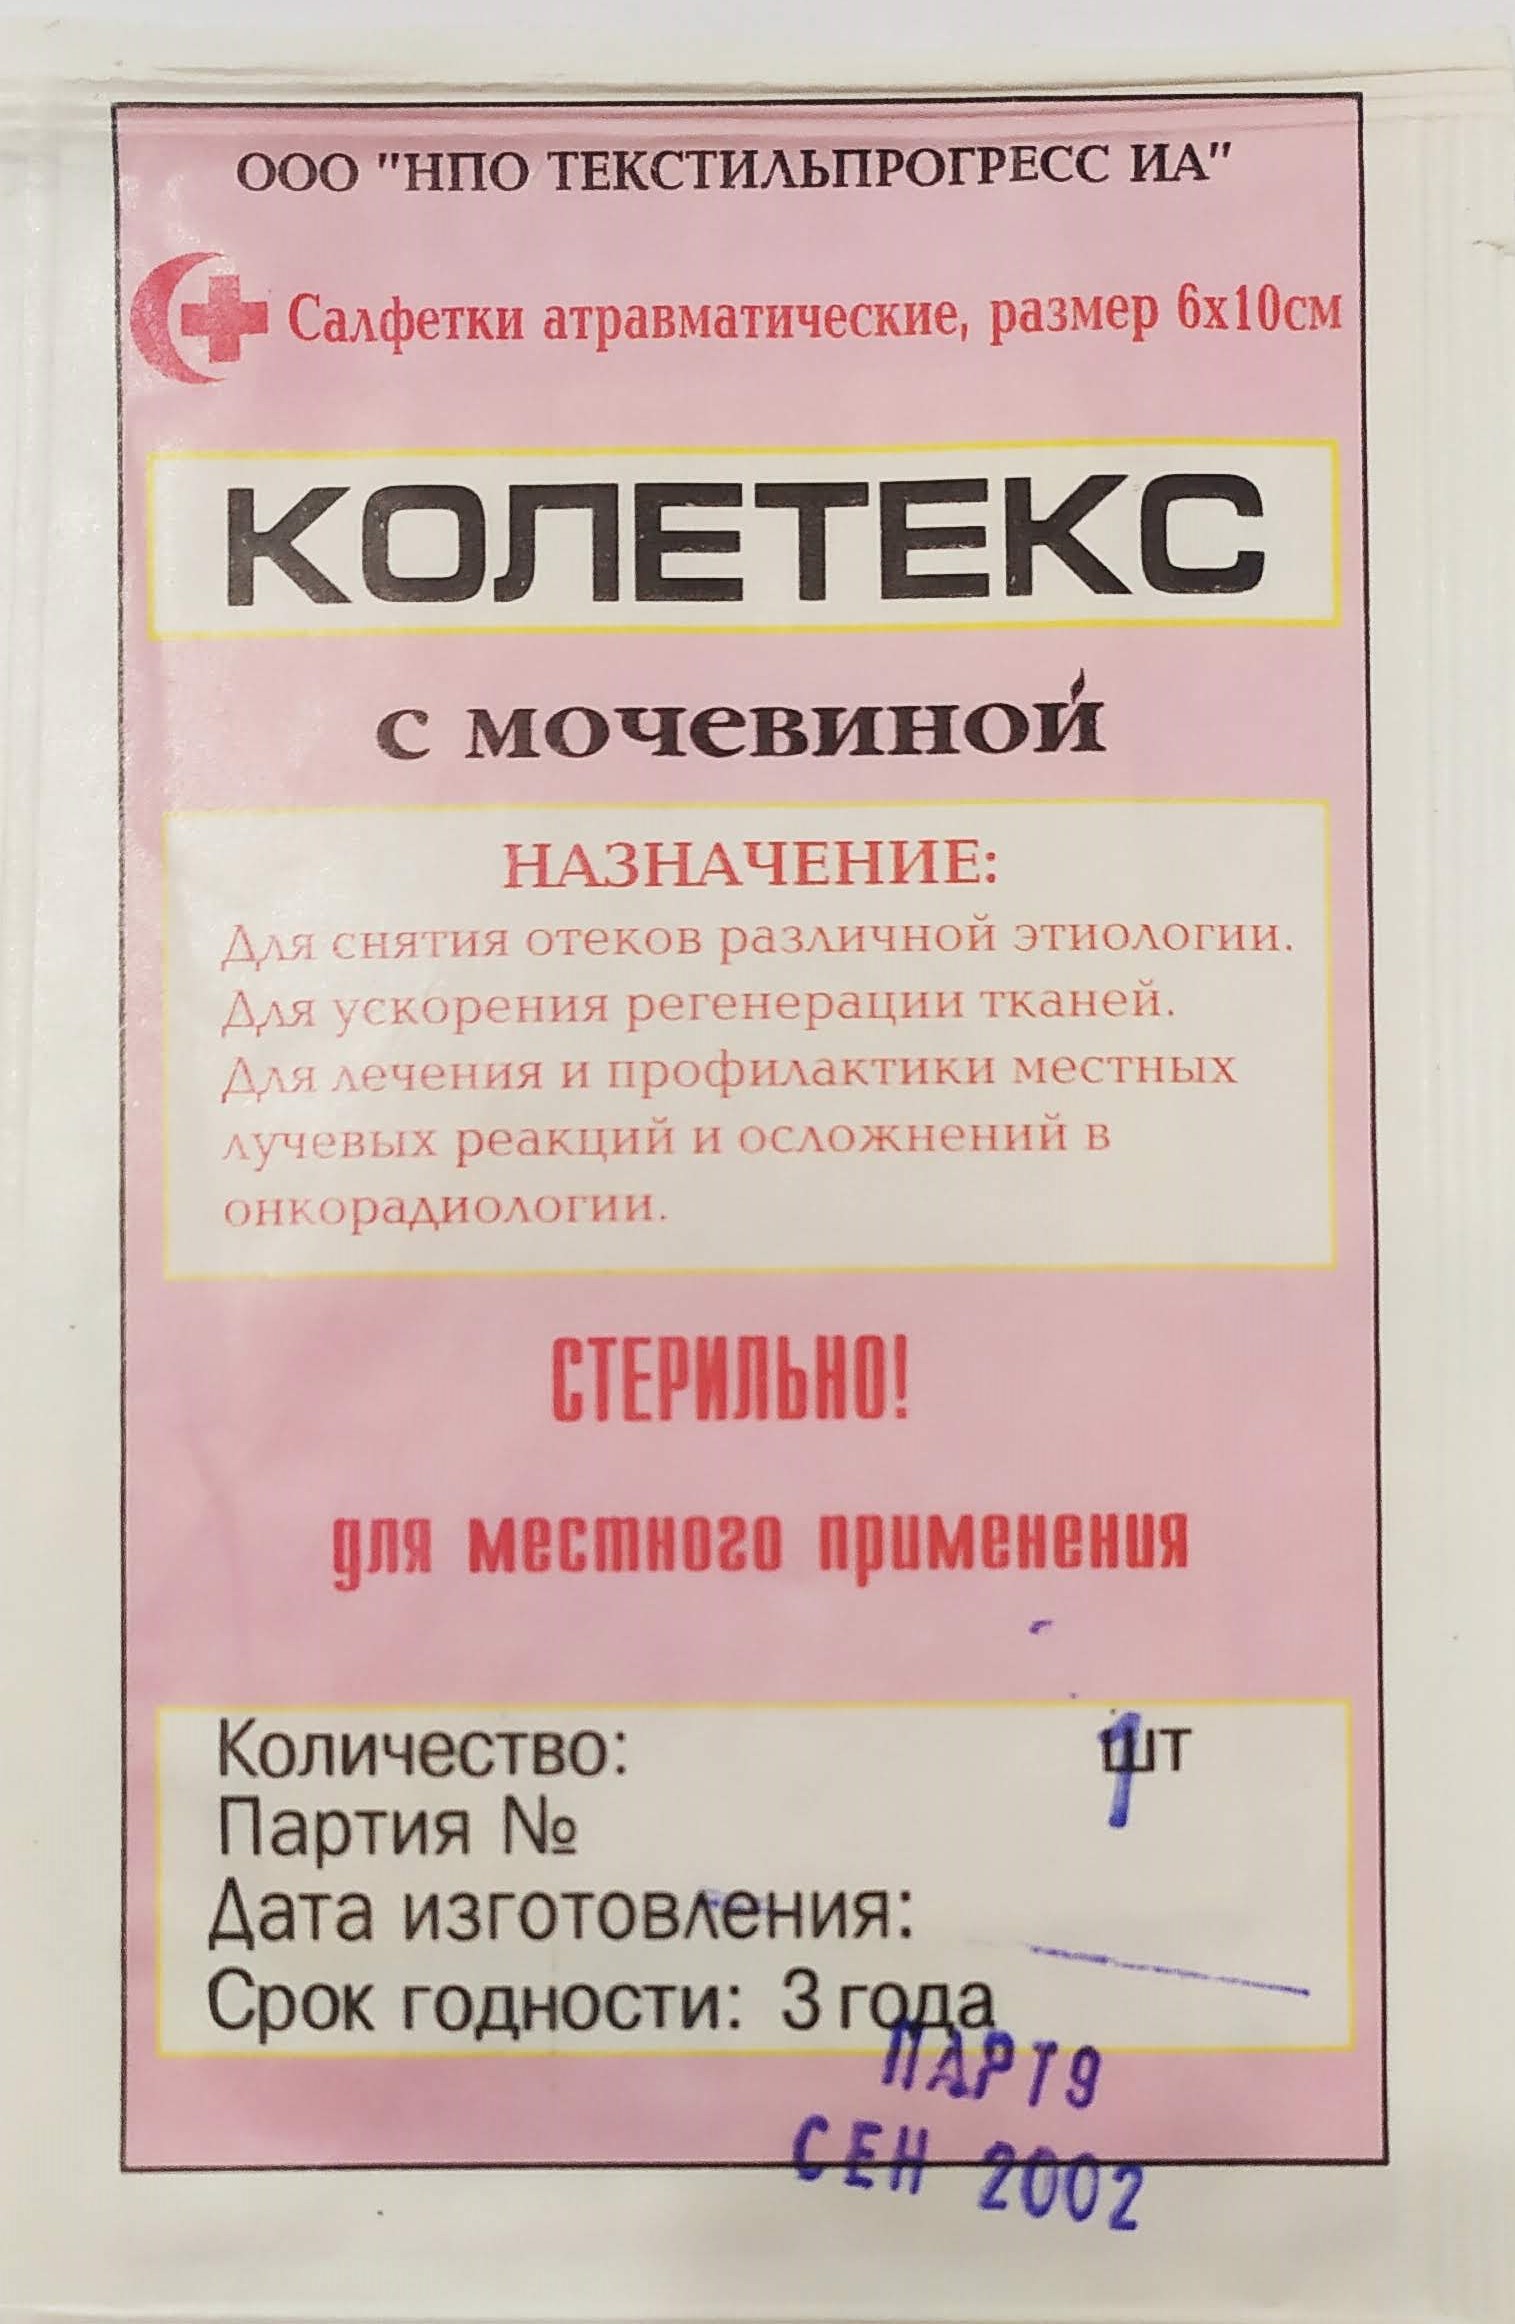 ООО "НПО ТЕКСТИЛЬПРОГРЕСС ИА"
Салфетки атравматические, размер 6х10см
КОЛЕТЕКС
с мочевиной
НАЗНАЧЕНИЕ:
Для снятия отеков различной этиологии.
Для ускорения регенерации тканей.
Для лечения и профилактики местных
лучевых реакций и осложнений в
онкорадиологии.
СТЕРИЛЬНО!
для местного применения
Количество: 1 шт
Партия №
Дата изготовления:
Срок годности: 3 года
ПАРТ9
СЕН 2002